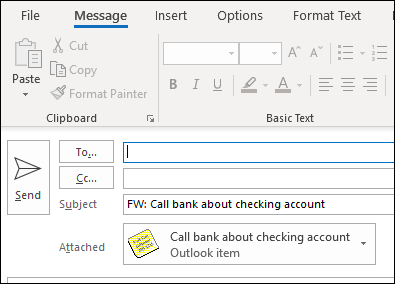 File Message Insert Options Format Text
Paste
Cut
Copy
Format Painter
B I U A
Clipboard
Basic Text
Send
To...
Cc...
Subject FW: Call bank about checking account
Attached
Call bank about checking account
Outlook item